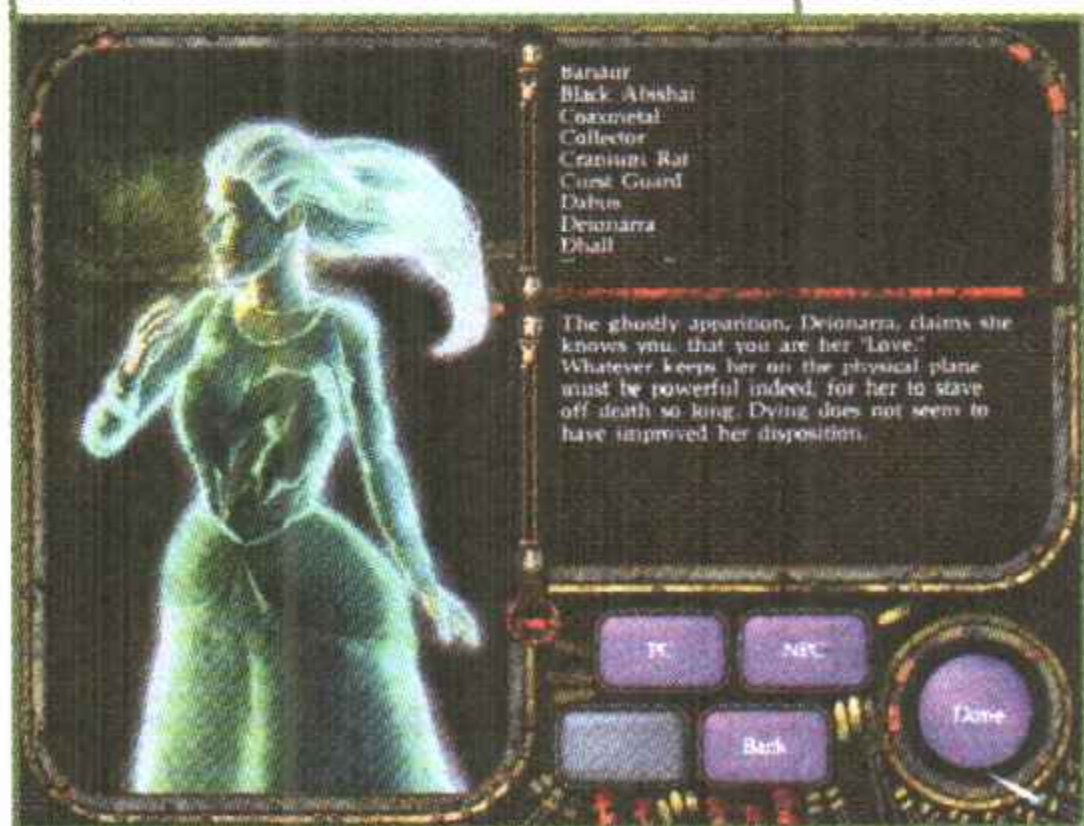 Bariaur
Black Abishai
Coaxmetal
Collector
Cranium Rat
Curst Guard
Dabus
Deionarra
Dhall
The ghostly apparition, Deionarra, claims she
knows you, that you are her "Love."
Whatever keeps her on the physical plane
must be powerful indeed, for her to stave
off death so long. Dying does not seem to
have improved her disposition.
PC
NPC
Back
Done